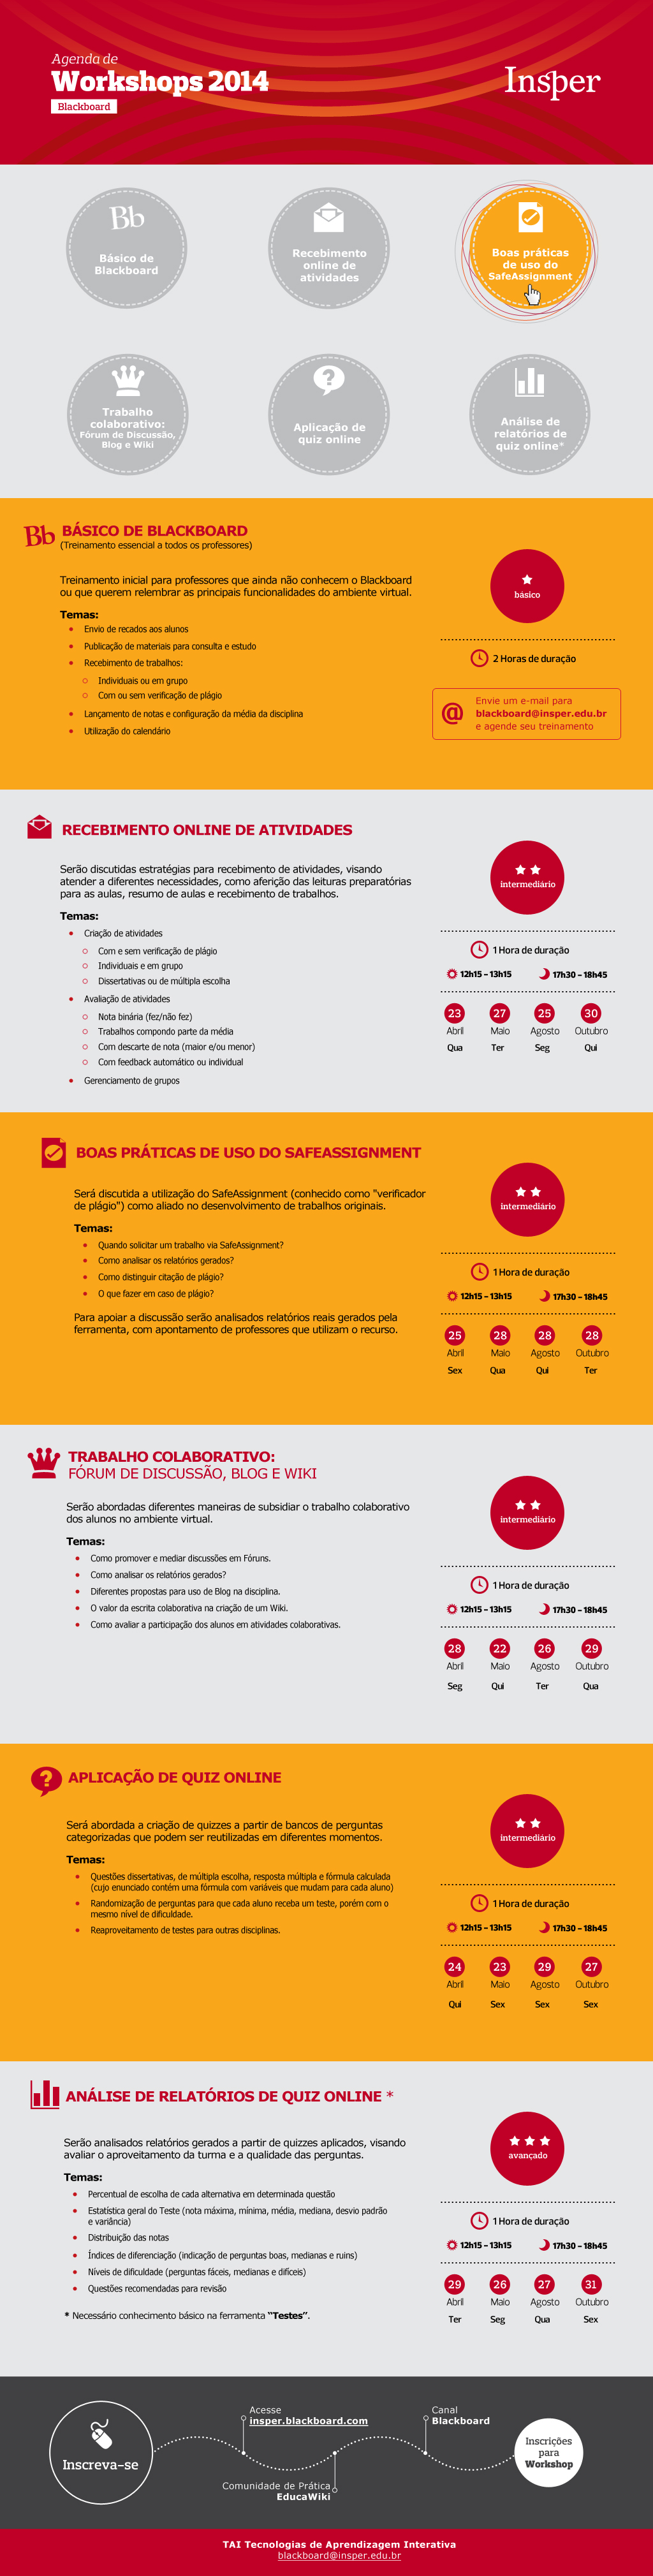 Agenda de
Workshops 2014
Blackboard
Insper
Bb
Básico de
Blackboard
Recebimento
online de
atividades
Boas práticas
de uso do
SafeAssignment
Trabalho
colaborativo:
Fórum de Discussão,
Blog e Wiki
Aplicação de
quiz online
Análise de
relatórios de
quiz online*
Bb BÁSICO DE BLACKBOARD
(Treinamento essencial a todos os professores)
Treinamento inicial para professores que ainda não conhecem o Blackboard
ou que querem relembrar as principais funcionalidades do ambiente virtual.
Temas:
Envio de recados aos alunos
Publicação de materiais para consulta e estudo
Recebimento de trabalhos:
Individuais ou em grupo
Com ou sem verificação de plágio
Lançamento de notas e configuração da média da disciplina
Utilização do calendário
básico
2 Horas de duração
@
Envie um e-mail para
blackboard@insper.edu.br
e agende seu treinamento
RECEBIMENTO ONLINE DE ATIVIDADES
Serão discutidas estratégias para recebimento de atividades, visando
atender a diferentes necessidades, como aferição das leituras preparatórias
para as aulas, resumo de aulas e recebimento de trabalhos.
Temas:
Criação de atividades
Com e sem verificação de plágio
Individuais e em grupo
Dissertativas ou de múltipla escolha
Avaliação de atividades
Nota binária (fez/não fez)
Trabalhos compondo parte da média
Com descarte de nota (maior e/ou menor)
Com feedback automático ou individual
Gerenciamento de grupos
intermediário
1 Hora de duração
12h15 – 13h15 17h30 – 18h45
23 27 25 30
Abril Maio Agosto Outubro
Qua Ter Seg Qui
BOAS PRÁTICAS DE USO DO SAFEASSIGNMENT
Será discutida a utilização do SafeAssignment (conhecido como "verificador
de plágio") como aliado no desenvolvimento de trabalhos originais.
Temas:
Quando solicitar um trabalho via SafeAssignment?
Como analisar os relatórios gerados?
Como distinguir citação de plágio?
O que fazer em caso de plágio?
Para apoiar a discussão serão analisados relatórios reais gerados pela
ferramenta, com apontamento de professores que utilizam o recurso.
intermediário
1 Hora de duração
12h15 – 13h15 17h30 – 18h45
25 28 28 28
Abril Maio Agosto Outubro
Sex Qua Qui Ter
TRABALHO COLABORATIVO:
FÓRUM DE DISCUSSÃO, BLOG E WIKI
Serão abordadas diferentes maneiras de subsidiar o trabalho colaborativo
dos alunos no ambiente virtual.
Temas:
Como promover e mediar discussões em Fóruns.
Como analisar os relatórios gerados?
Diferentes propostas para uso de Blog na disciplina.
O valor da escrita colaborativa na criação de um Wiki.
Como avaliar a participação dos alunos em atividades colaborativas.
intermediário
1 Hora de duração
12h15 – 13h15 17h30 – 18h45
28 22 26 29
Abril Maio Agosto Outubro
Seg Qui Ter Qua
APLICAÇÃO DE QUIZ ONLINE
Será abordada a criação de quizzes a partir de bancos de perguntas
categorizadas que podem ser reutilizadas em diferentes momentos.
Temas:
Questões dissertativas, de múltipla escolha, resposta múltipla e fórmula calculada
(cujo enunciado contém uma fórmula com variáveis que mudam para cada aluno)
Randomização de perguntas para que cada aluno receba um teste, porém com o
mesmo nível de dificuldade.
Reaproveitamento de testes para outras disciplinas.
intermediário
1 Hora de duração
12h15 – 13h15 17h30 – 18h45
24 23 29 27
Abril Maio Agosto Outubro
Qui Sex Sex Sex
ANÁLISE DE RELATÓRIOS DE QUIZ ONLINE *
Serão analisados relatórios gerados a partir de quizzes aplicados, visando
avaliar o aproveitamento da turma e a qualidade das perguntas.
Temas:
Percentual de escolha de cada alternativa em determinada questão
Estatística geral do Teste (nota máxima, mínima, média, mediana, desvio padrão
e variância)
Distribuição das notas
Índices de diferenciação (indicação de perguntas boas, medianas e ruins)
Níveis de dificuldade (perguntas fáceis, medianas e difíceis)
Questões recomendadas para revisão
* Necessário conhecimento básico na ferramenta “Testes”.
avançado
1 Hora de duração
12h15 – 13h15 17h30 – 18h45
29 26 27 31
Abril Maio Agosto Outubro
Ter Seg Qua Sex
Inscreva-se
Acesse
insper.blackboard.com
Comunidade de Prática
EducaWiki
Canal
Blackboard
Inscrições
para
Workshop
TAI Tecnologias de Aprendizagem Interativa
blackboard@insper.edu.br